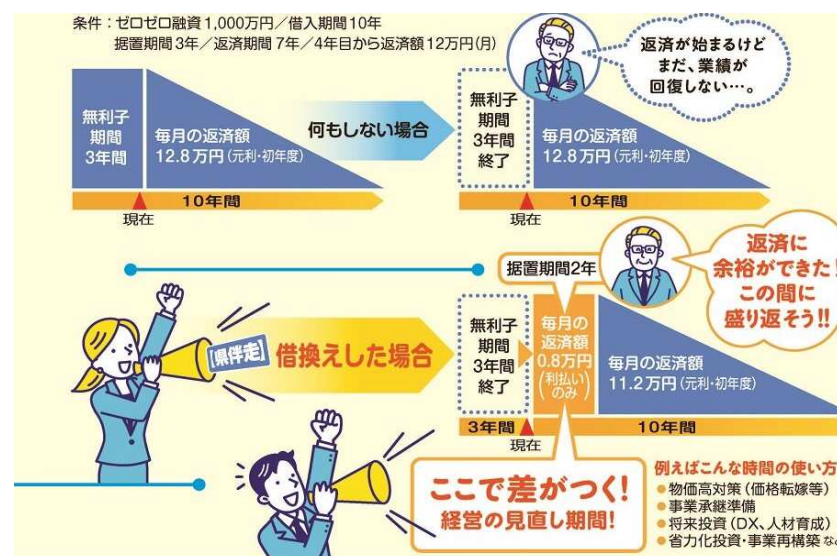 条件：ゼロゼロ融資1,000万円／借入期間10年
据置期間3年／返済期間7年／4年目から返済額12万円(月)
無利子
期間
3年間
毎月の返済額
12.8万円(元利・初年度)
10年間
現在
何もしない場合
無利子
期間
3年間
終了
毎月の返済額
12.8万円(元利・初年度)
10年間
現在
返済が始まるけど
まだ、業績が
回復しない…。
[県伴走]借換えした場合
据置期間2年
無利子
期間
3年間
終了
毎月の
返済額
0.8万円
(利払い
のみ)
毎月の返済額
11.2万円(元利・初年度)
3年間
10年間
現在
返済に
余裕ができた!
この間に
盛り返そう!!
ここで差がつく!
経営の見直し期間!
例えばこんな時間の使い方
●物価高対策(価格転嫁等)
●事業承継準備
●将来投資(DX、人材育成)
●省力化投資・事業再構築 な